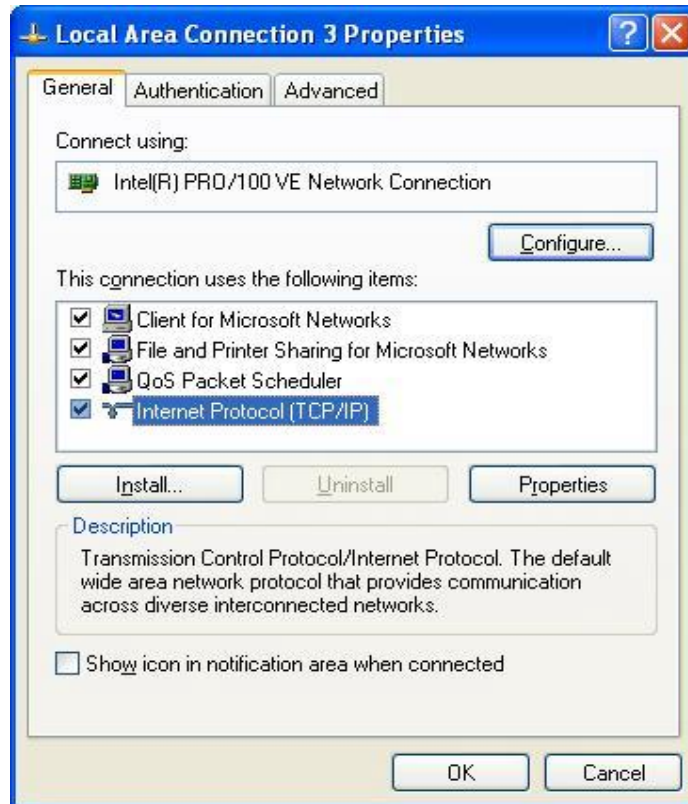 Local Area Connection 3 Properties
General Authentication Advanced
Connect using:
Intel(R) PRO/100 VE Network Connection
Configure...
This connection uses the following items:
Client for Microsoft Networks
File and Printer Sharing for Microsoft Networks
QoS Packet Scheduler
Internet Protocol (TCP/IP)
Install... Uninstall Properties
Description
Transmission Control Protocol/Internet Protocol. The default
wide area network protocol that provides communication
across diverse interconnected networks.
Show icon in notification area when connected
OK Cancel